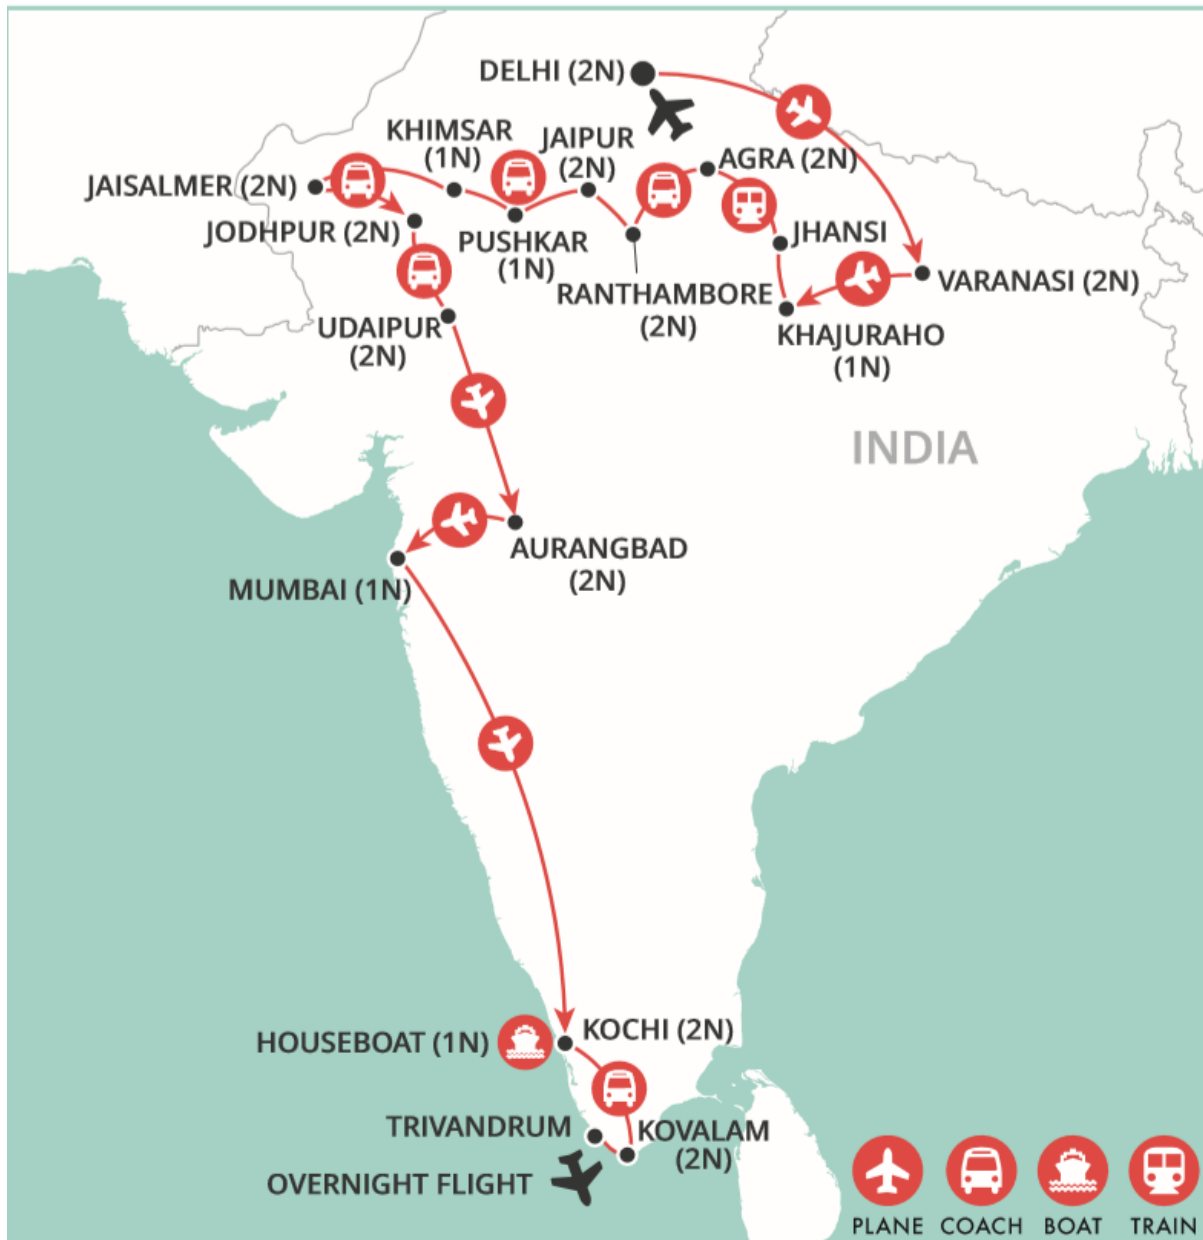 DELHI (2N)
KHIMSAR
(1N)
JAIPUR
(2N)
AGRA (2N)
JAISALMER (2N)
JODHPUR (2N)
PUSHKAR
(1N)
JHANSI
RANTHAMBORE
(2N)
VARANASI (2N)
UDAIPUR
(2N)
KHAJURAHO
(1N)
INDIA
AURANGBAD
(2N)
MUMBAI (1N)
HOUSEBOAT (1N)
KOCHI (2N)
TRIVANDRUM
KOVALAM
(2N)
OVERNIGHT FLIGHT
PLANE
COACH
BOAT
TRAIN